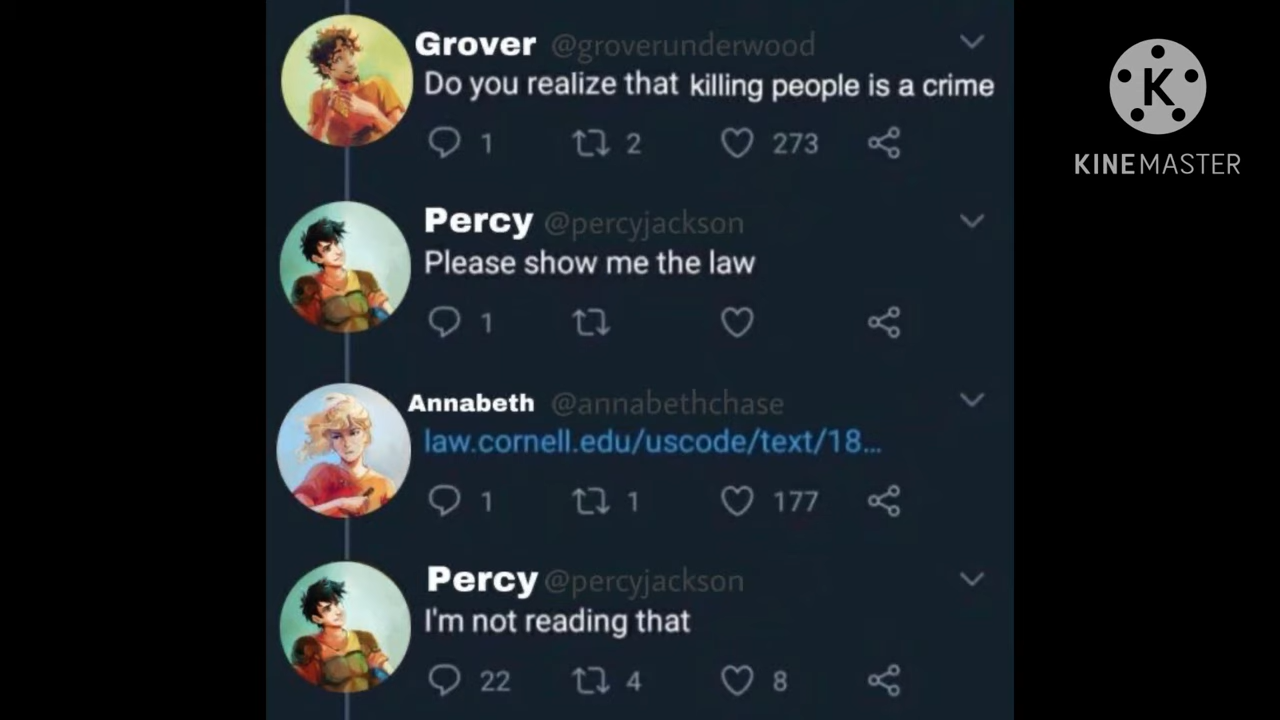 Grover @groverunderwood
Do you realize that killing people is a crime
1 2 273
Percy @percyjackson
Please show me the law
1
Annabeth @annabethchase
law.cornell.edu/uscode/text/18...
1 1 177
Percy @percyjackson
I'm not reading that
22 4 8
K
KINEMASTER